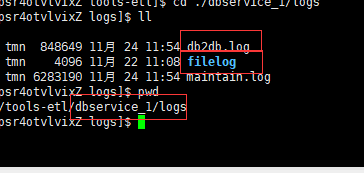 osr4otvlvixZ tools-etl]$ cd ./dbservice_1/logs
osr4otvlvixZ logs]$ ll
tmn 848649 11月 24 11:54 db2db.log
tmn 4096 11月 22 11:08 filelog
tmn 6283190 11月 24 11:54 maintain.log
osr4otvlvixZ logs]$ pwd
/tools-etl/dbservice_1/logs
osr4otvlvixZ logs]$